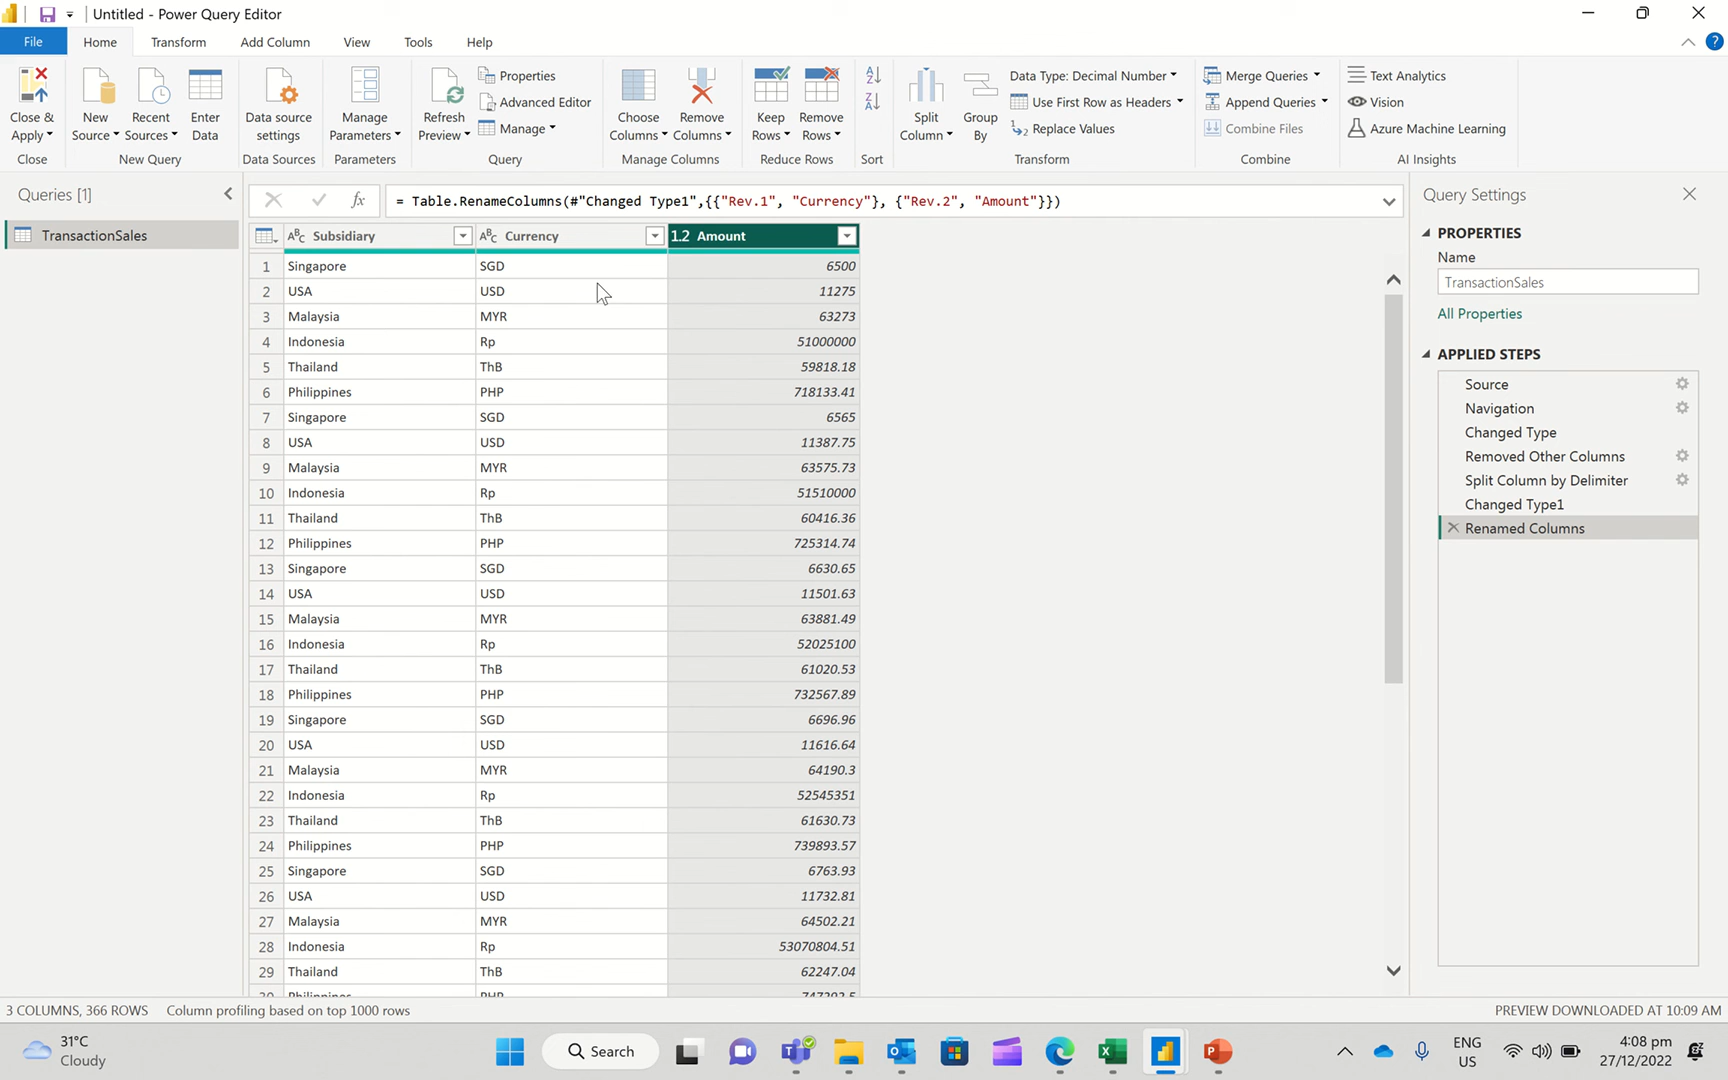 Untitled - Power Query Editor
File
Home
Transform
Add Column
View
Tools
Help
Close & Apply
New Source
Recent Sources
Enter Data
Data source settings
Manage Parameters
Refresh Preview
Properties
Advanced Editor
Manage
Choose Columns
Remove Columns
Keep Rows
Remove Rows
Split Column
Group By
Data Type: Decimal Number
Use First Row as Headers
Replace Values
Merge Queries
Append Queries
Combine Files
Text Analytics
Vision
Azure Machine Learning
Close
New Query
Data Sources
Parameters
Query
Manage Columns
Reduce Rows
Sort
Transform
Combine
AI Insights
Queries [1]
TransactionSales
fx = Table.RenameColumns(#"Changed Type1",{{"Rev.1", "Currency"}, {"Rev.2", "Amount"}})
ABC Subsidiary ABC Currency 1.2 Amount
1 Singapore SGD 6500
2 USA USD 11275
3 Malaysia MYR 63273
4 Indonesia Rp 51000000
5 Thailand ThB 59818.18
6 Philippines PHP 718133.41
7 Singapore SGD 6565
8 USA USD 11387.75
9 Malaysia MYR 63575.73
10 Indonesia Rp 51510000
11 Thailand ThB 60416.36
12 Philippines PHP 725314.74
13 Singapore SGD 6630.65
14 USA USD 11501.63
15 Malaysia MYR 63881.49
16 Indonesia Rp 52025100
17 Thailand ThB 61020.53
18 Philippines PHP 732567.89
19 Singapore SGD 6696.96
20 USA USD 11616.64
21 Malaysia MYR 64190.3
22 Indonesia Rp 52545351
23 Thailand ThB 61630.73
24 Philippines PHP 739893.57
25 Singapore SGD 6763.93
26 USA USD 11732.81
27 Malaysia MYR 64502.21
28 Indonesia Rp 53070804.51
29 Thailand ThB 62247.04
Query Settings
PROPERTIES
Name
TransactionSales
All Properties
APPLIED STEPS
Source
Navigation
Changed Type
Removed Other Columns
Split Column by Delimiter
Changed Type1
Renamed Columns
3 COLUMNS, 366 ROWS
Column profiling based on top 1000 rows
PREVIEW DOWNLOADED AT 10:09 AM
31°C
Cloudy
Search
ENG
US
4:08 pm
27/12/2022